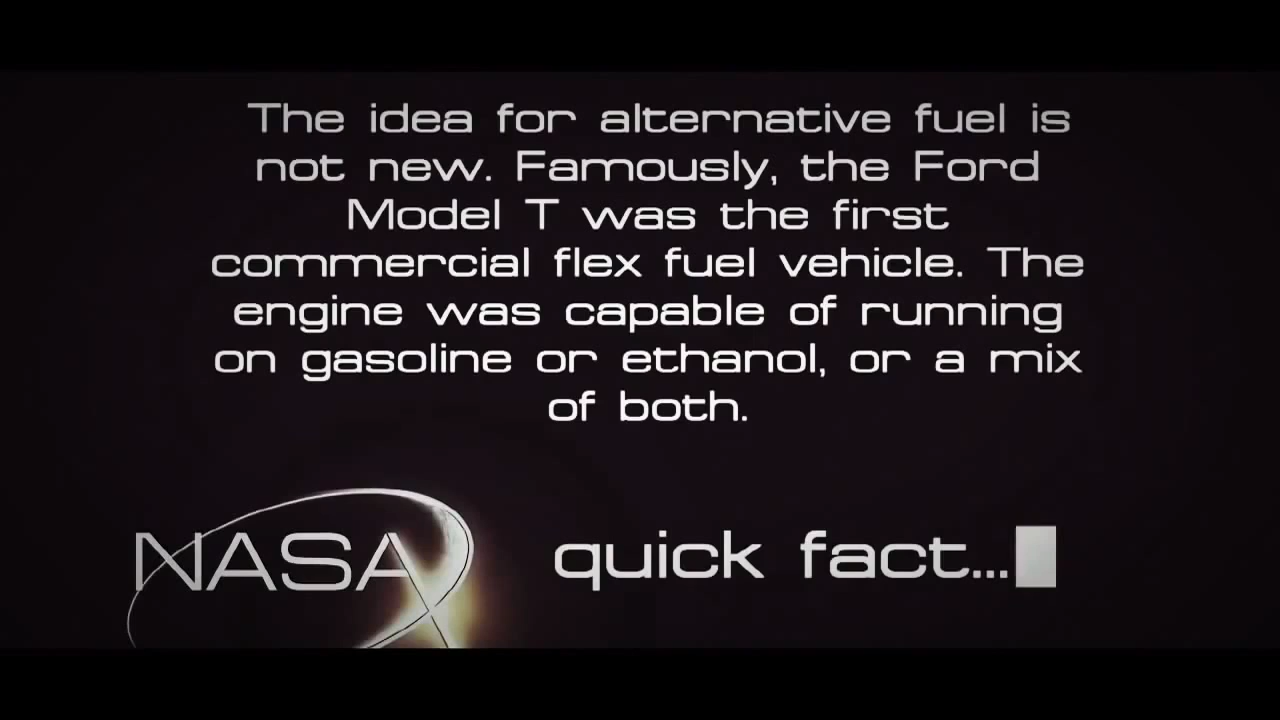 The idea for alternative fuel is
not new. Famously, the Ford
Model T was the first
commercial flex fuel vehicle. The
engine was capable of running
on gasoline or ethanol, or a mix
of both.
NASA X quick fact...